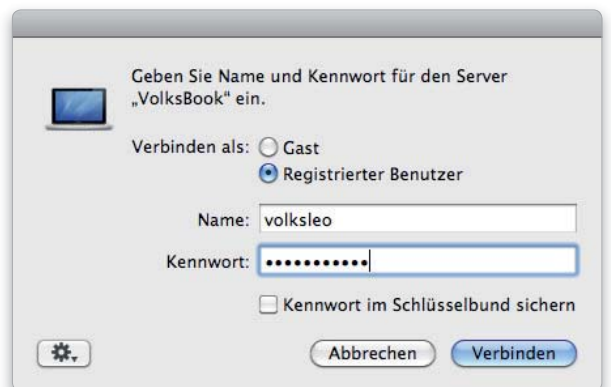 Geben Sie Name und Kennwort für den Server
„VolksBook“ ein.
Verbinden als: Gast
Registrierter Benutzer
Name: volksleo
Kennwort: •••••••••••
Kennwort im Schlüsselbund sichern
Abbrechen Verbinden